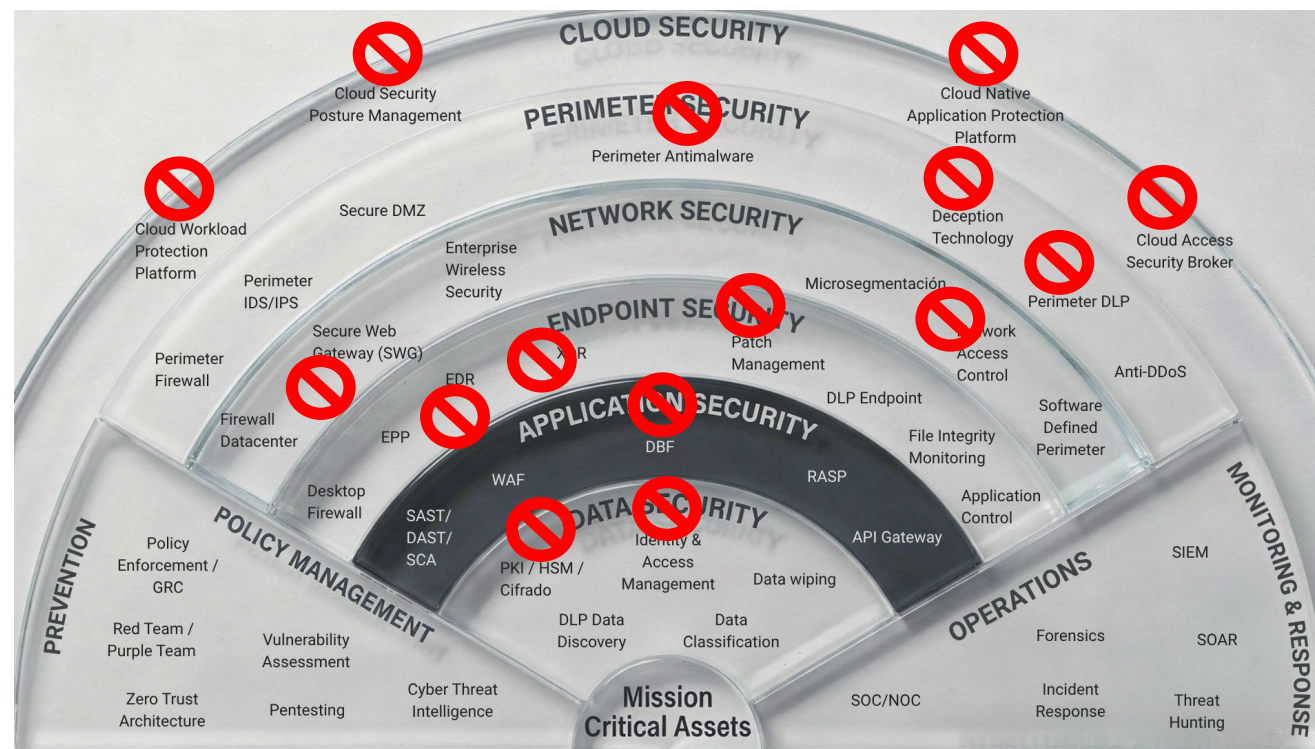 CLOUD SECURITY
Cloud Security
Posture Management
Cloud Native
Application Protection
Platform
PERIMETER SECURITY
Perimeter Antimalware
Cloud Workload
Protection
Platform
Secure DMZ
Deception
Technology
Cloud Access
Security Broker
NETWORK SECURITY
Enterprise
Wireless
Security
Perimeter
IDS/IPS
Microsegmentación
Perimeter DLP
ENDPOINT SECURITY
Secure Web
Gateway (SWG)
Patch
Management
Access
Control
Perimeter
Firewall
EDR
Anti-DDoS
APPLICATION SECURITY
DLP Endpoint
Firewall
Datacenter
EPP
DBF
File Integrity
Monitoring
Software
Defined
Perimeter
WAF
RASP
Desktop
Firewall
Application
Control
SAST/
DAST/
SCA
DATA SECURITY
API Gateway
PKI / HSM /
Cifrado
Identity &
Access
Management
Data wiping
DLP Data
Discovery
Data
Classification
PREVENTION
POLICY MANAGEMENT
Policy
Enforcement /
GRC
Red Team /
Purple Team
Vulnerability
Assessment
Zero Trust
Architecture
Pentesting
Cyber Threat
Intelligence
Mission
Critical Assets
OPERATIONS
MONITORING & RESPONSE
SIEM
Forensics
SOAR
SOC/NOC
Incident
Response
Threat
Hunting